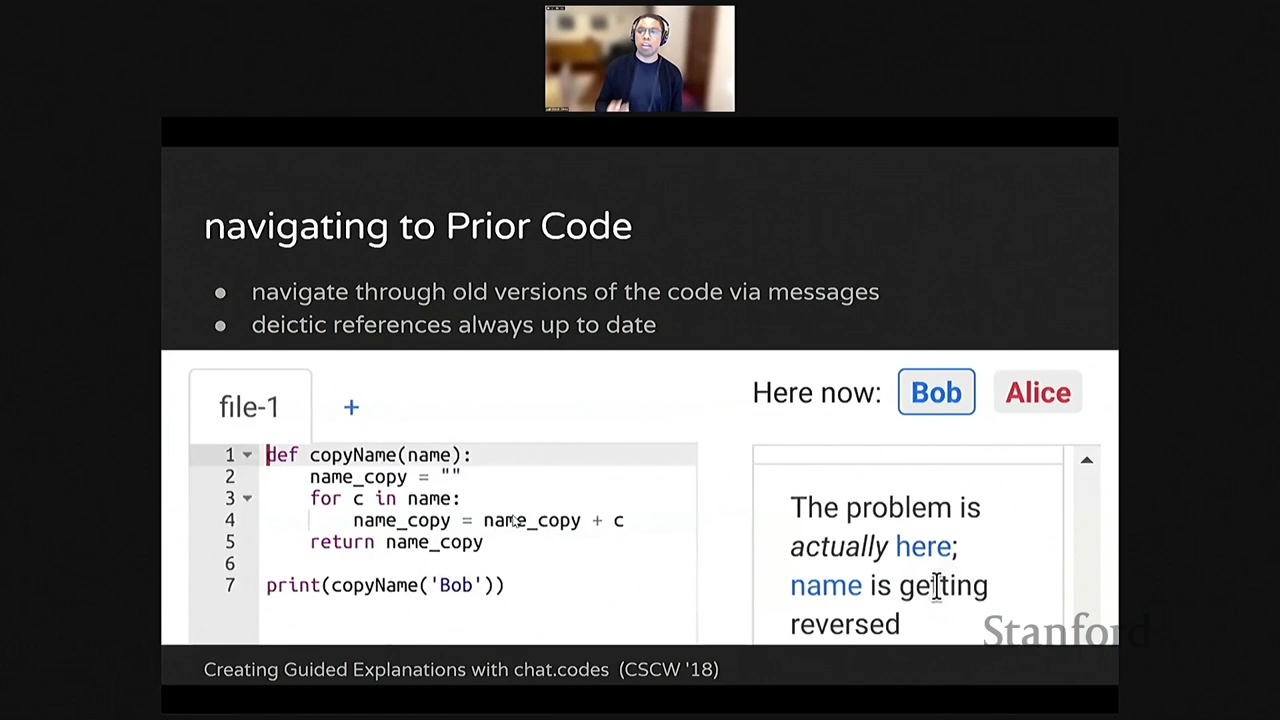 navigating to Prior Code
● navigate through old versions of the code via messages
● deictic references always up to date
file-1 +
Here now: Bob Alice
1 def copyName(name):
2 name_copy = ""
3 for c in name:
4 name_copy = name_copy + c
5 return name_copy
6
7 print(copyName('Bob'))
The problem is
actually here;
name is getting
reversed
Stanford
Creating Guided Explanations with chat.codes (CSCW '18)